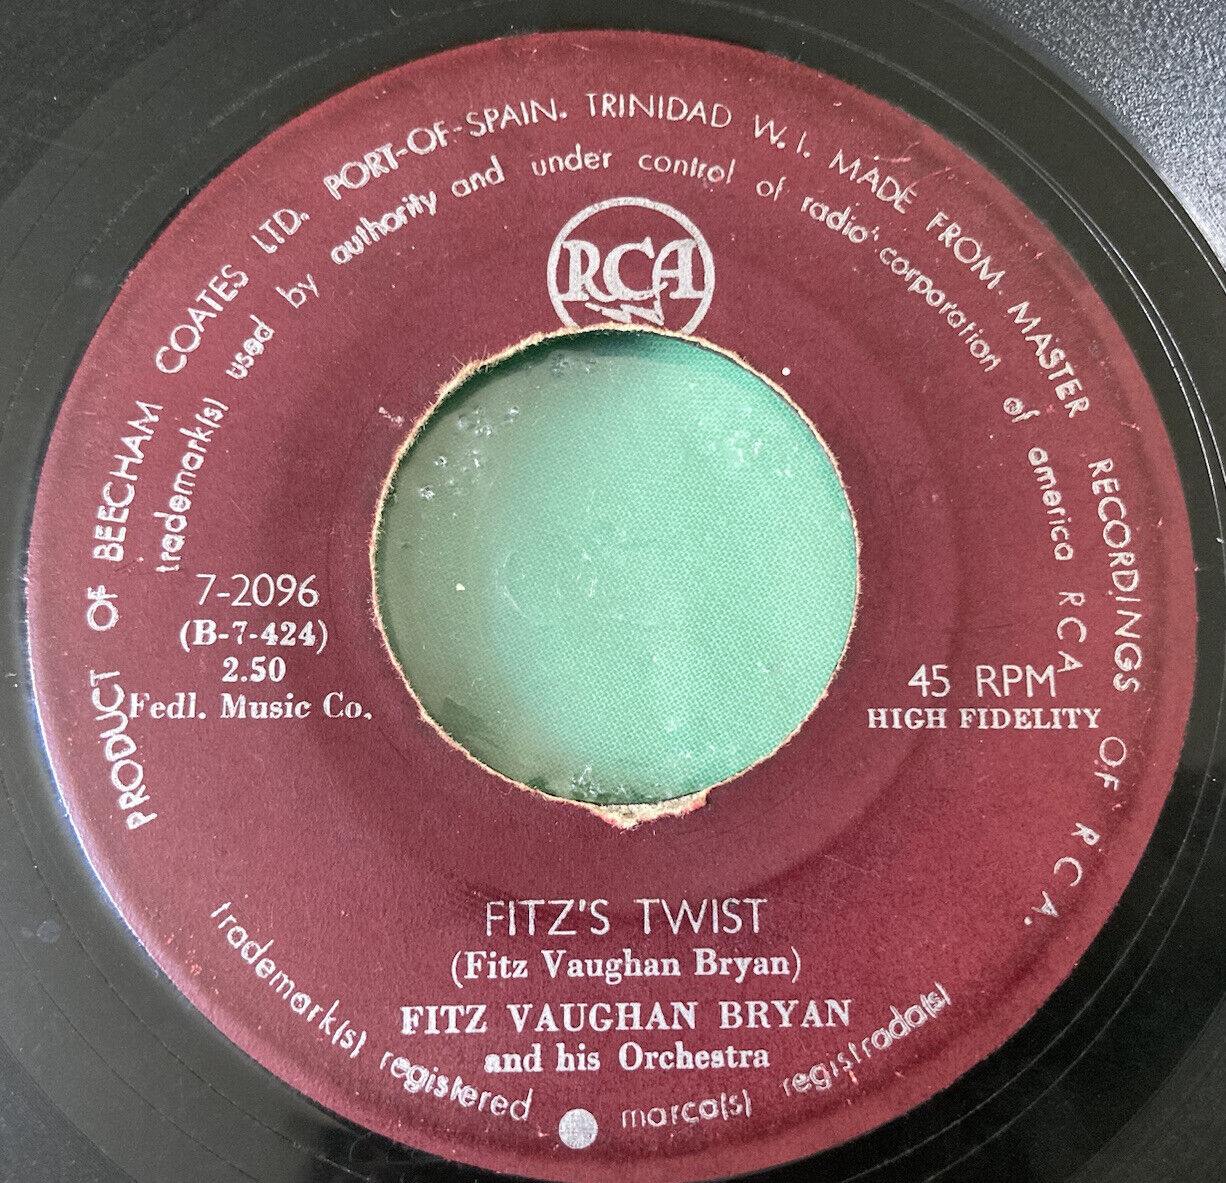 PRODUCT OF BEECHAM COATES LTD. PORT-OF-SPAIN. TRINIDAD W.I. MADE FROM MASTER RECORDINGS OF RCA.
trademark(s) used by authority and under control of radio corporation of america RCA
RCA
7-2096
(B-7-424)
2.50
Fedl. Music Co.
45 RPM
HIGH FIDELITY
FITZ'S TWIST
(Fitz Vaughan Bryan)
FITZ VAUGHAN BRYAN
and his Orchestra
trademark(s) registered marca(s) registrada(s)